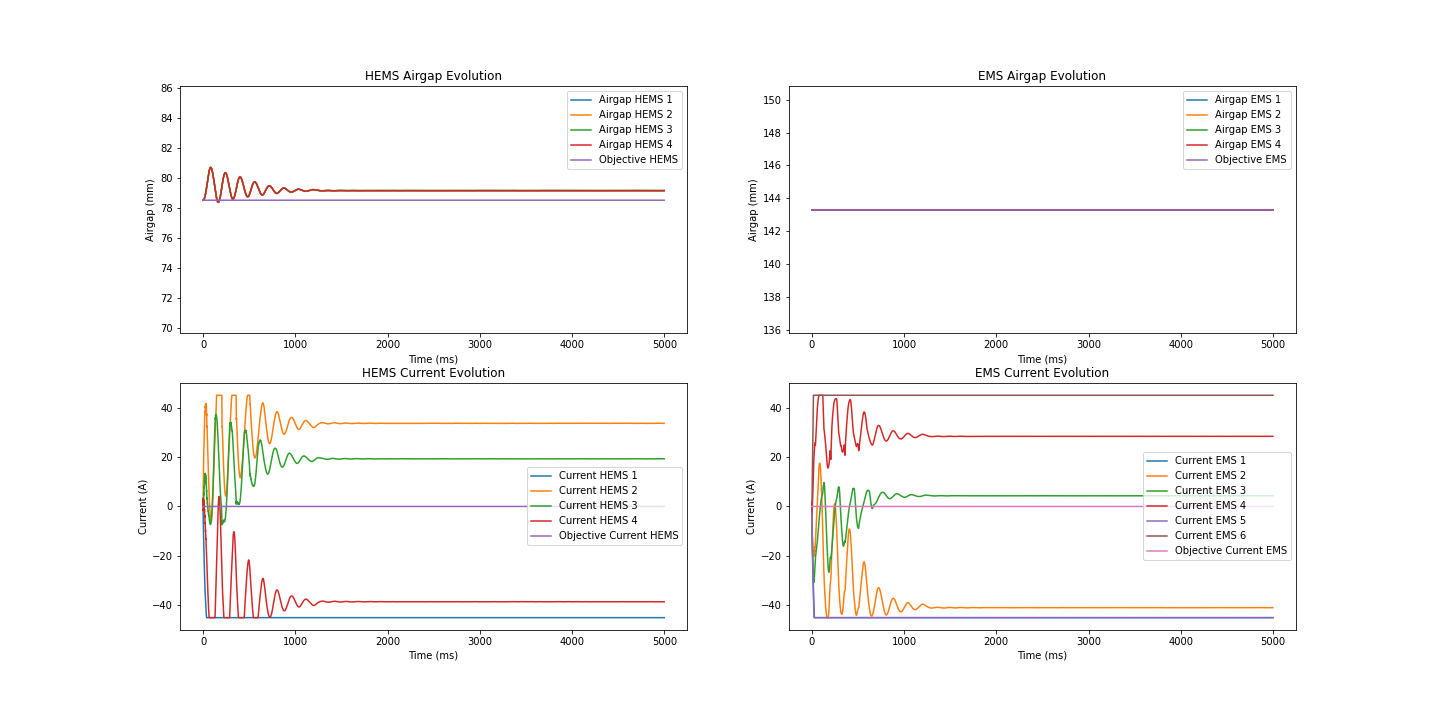 HEMS Airgap Evolution
86
84
82
80
78
76
74
72
70
Airgap (mm)
Airgap HEMS 1
Airgap HEMS 2
Airgap HEMS 3
Airgap HEMS 4
Objective HEMS
0 1000 2000 3000 4000 5000
Time (ms)
EMS Airgap Evolution
150
148
146
144
142
140
138
136
Airgap (mm)
Airgap EMS 1
Airgap EMS 2
Airgap EMS 3
Airgap EMS 4
Objective EMS
0 1000 2000 3000 4000 5000
Time (ms)
HEMS Current Evolution
40
20
0
−20
−40
Current (A)
Current HEMS 1
Current HEMS 2
Current HEMS 3
Current HEMS 4
Objective Current HEMS
0 1000 2000 3000 4000 5000
Time (ms)
EMS Current Evolution
40
20
0
−20
−40
Current (A)
Current EMS 1
Current EMS 2
Current EMS 3
Current EMS 4
Current EMS 5
Current EMS 6
Objective Current EMS
0 1000 2000 3000 4000 5000
Time (ms)